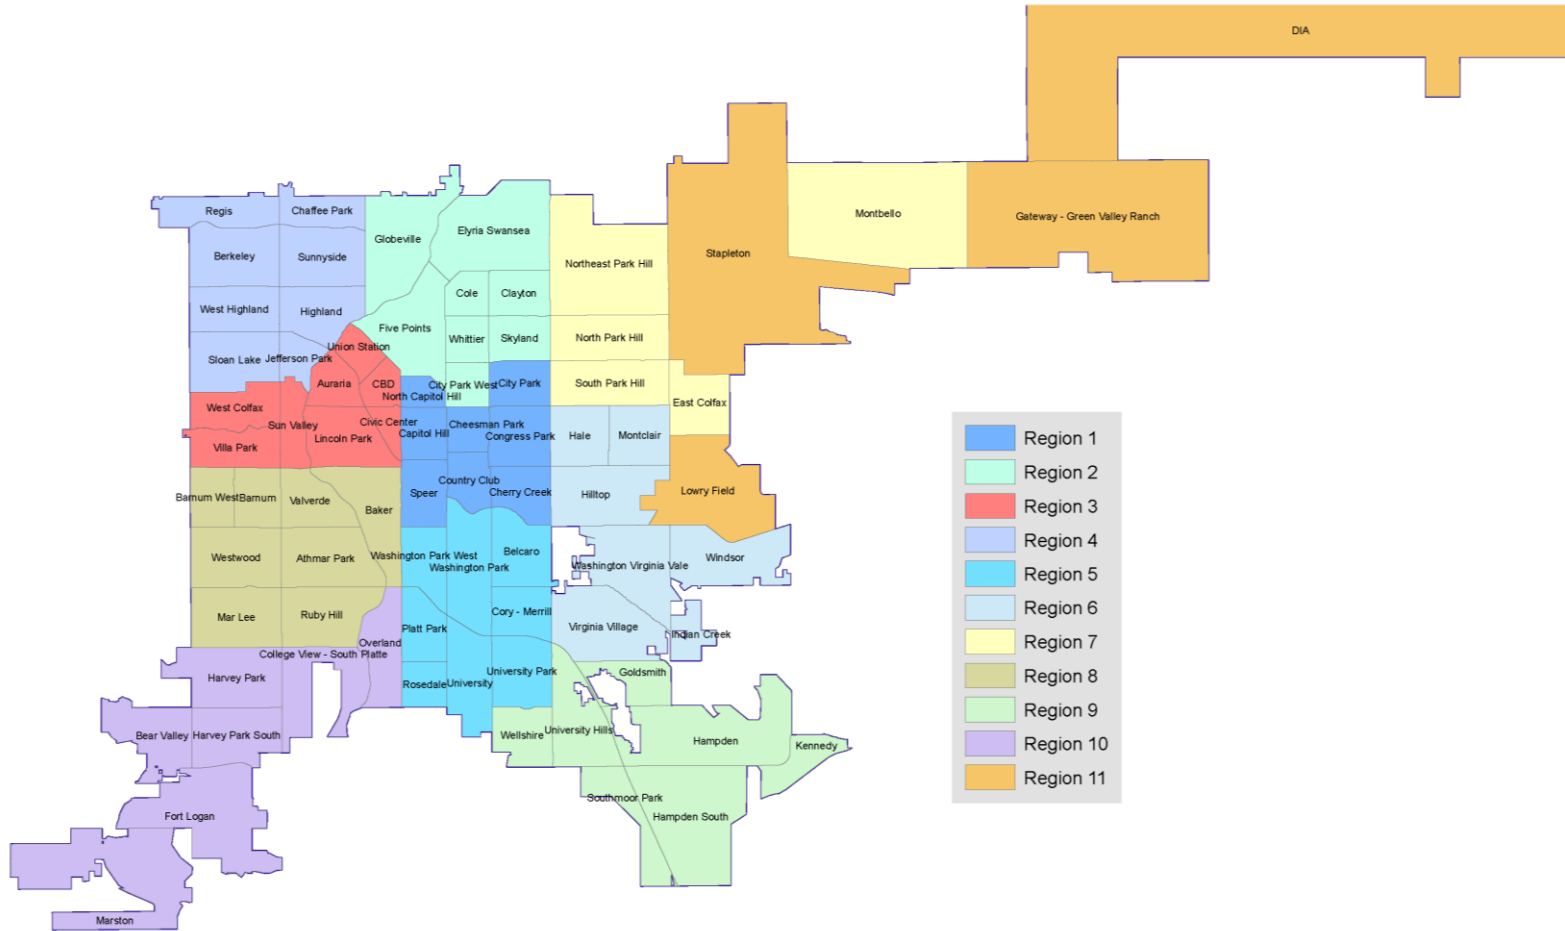 DIA
Regis
Chaffee Park
Montbello
Gateway - Green Valley Ranch
Elyria Swansea
Globeville
Stapleton
Berkeley
Sunnyside
Northeast Park Hill
Cole
Clayton
West Highland
Highland
Five Points
Union Station
Whittier
Skyland
North Park Hill
Sloan Lake
Jefferson Park
Auraria
CBD
City Park West
City Park
South Park Hill
North Capitol Hill
East Colfax
West Colfax
Sun Valley
Civic Center
Cheesman Park
Lincoln Park
Capitol Hill
Congress Park
Hale
Montclair
Villa Park
Country Club
Barnum West
Barnum
Valverde
Baker
Speer
Cherry Creek
Hilltop
Lowry Field
Westwood
Athmar Park
Washington Park West
Washington Park
Belcaro
Washington Virginia Vale
Windsor
Mar Lee
Ruby Hill
Cory - Merrill
Platt Park
Virginia Village
Indian Creek
Overland
College View - South Platte
Harvey Park
Rosedale
University
University Park
Goldsmith
Bear Valley
Harvey Park South
Wellshire
University Hills
Hampden
Kennedy
Southmoor Park
Hampden South
Fort Logan
Marston
Region 1
Region 2
Region 3
Region 4
Region 5
Region 6
Region 7
Region 8
Region 9
Region 10
Region 11